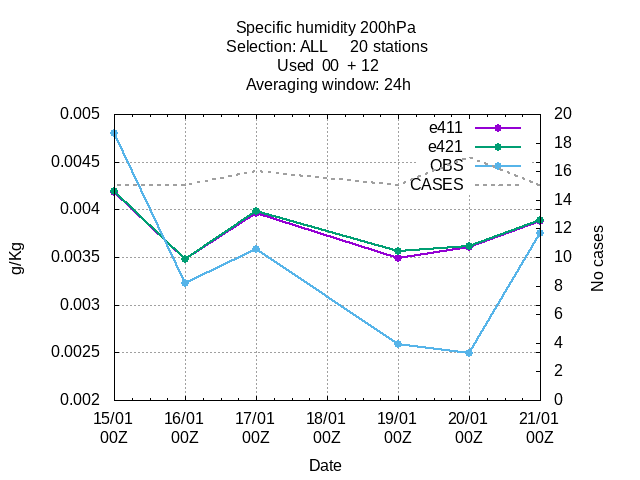 Specific humidity 200hPa
Selection: ALL     20 stations
Used  00  + 12
Averaging window: 24h
0.005
0.0045
0.004
0.0035
0.003
0.0025
0.002
g/Kg
e411
e421
OBS
CASES
20
18
16
14
12
10
8
6
4
2
0
No cases
15/01 16/01 17/01 18/01 19/01 20/01 21/01
00Z 00Z 00Z 00Z 00Z 00Z 00Z
Date